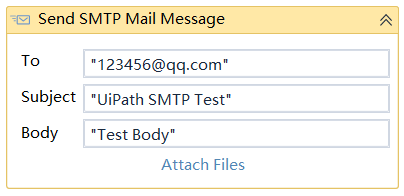 Send SMTP Mail Message
To "123456@qq.com"
Subject "UiPath SMTP Test"
Body "Test Body"
Attach Files